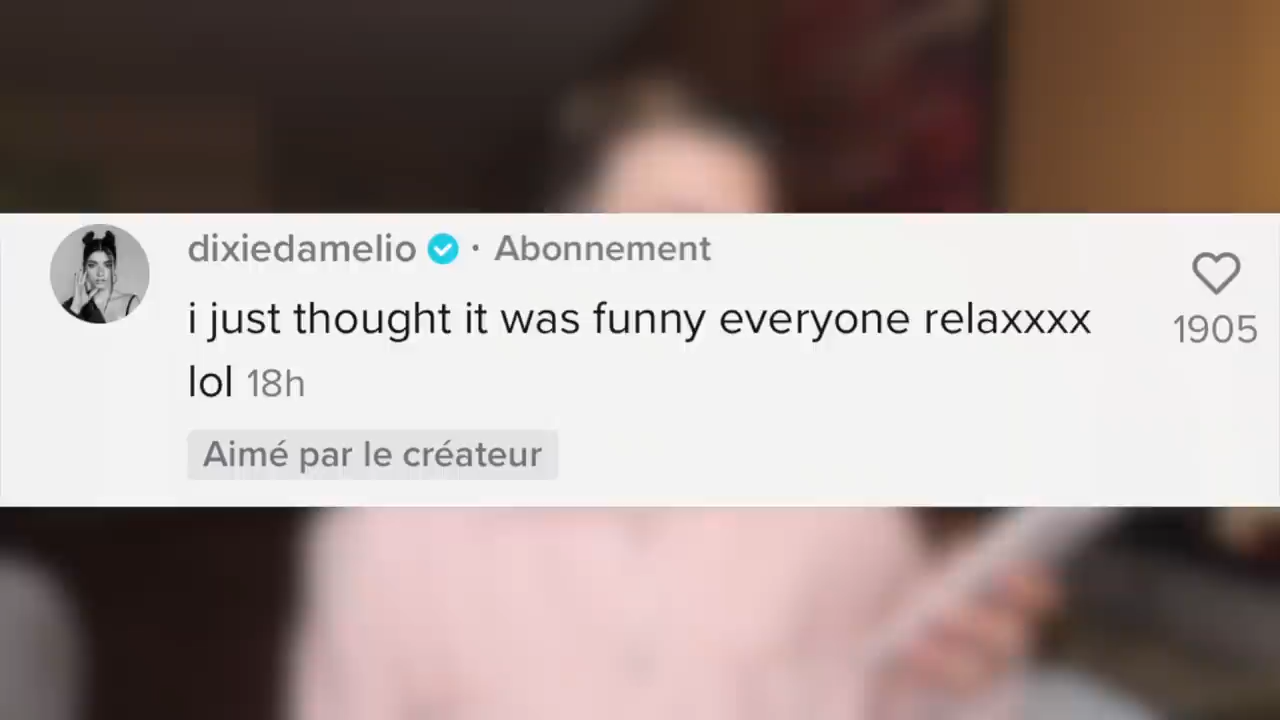 dixiedamelio · Abonnement
i just thought it was funny everyone relaxxxx
lol 18h
1905
Aimé par le créateur